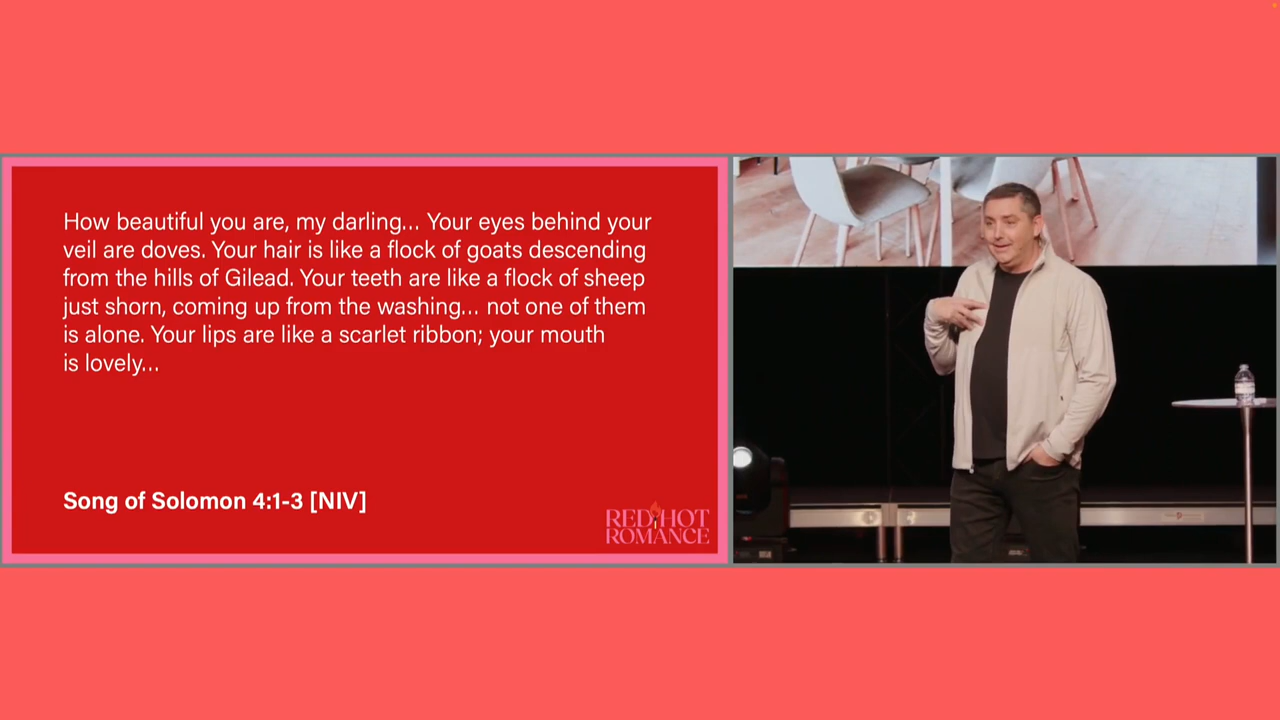 How beautiful you are, my darling... Your eyes behind your
veil are doves. Your hair is like a flock of goats descending
from the hills of Gilead. Your teeth are like a flock of sheep
just shorn, coming up from the washing... not one of them
is alone. Your lips are like a scarlet ribbon; your mouth
is lovely...
Song of Solomon 4:1-3 [NIV]
RED HOT
ROMANCE